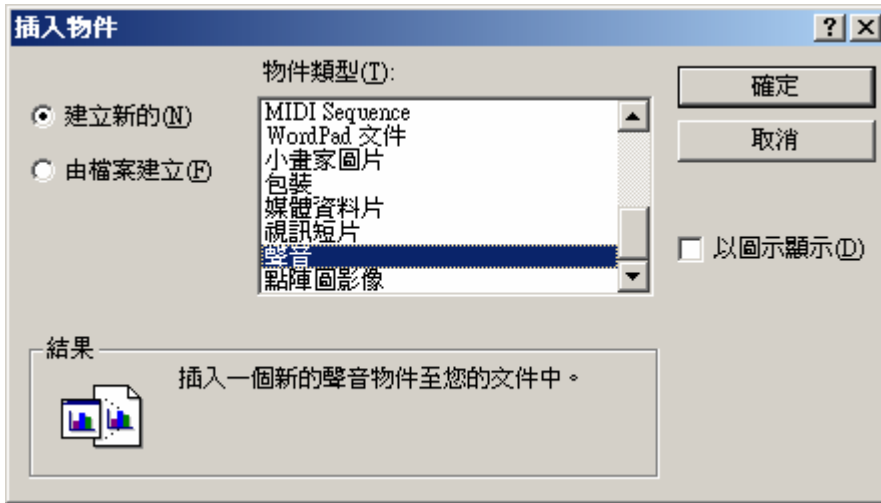 插入物件
物件類型(T):
建立新的(N)
由檔案建立(F)
MIDI Sequence
WordPad 文件
小畫家圖片
包裝
媒體資料片
視訊短片
聲音
點陣圖影像
確定
取消
以圖示顯示(D)
結果
插入一個新的聲音物件至您的文件中。